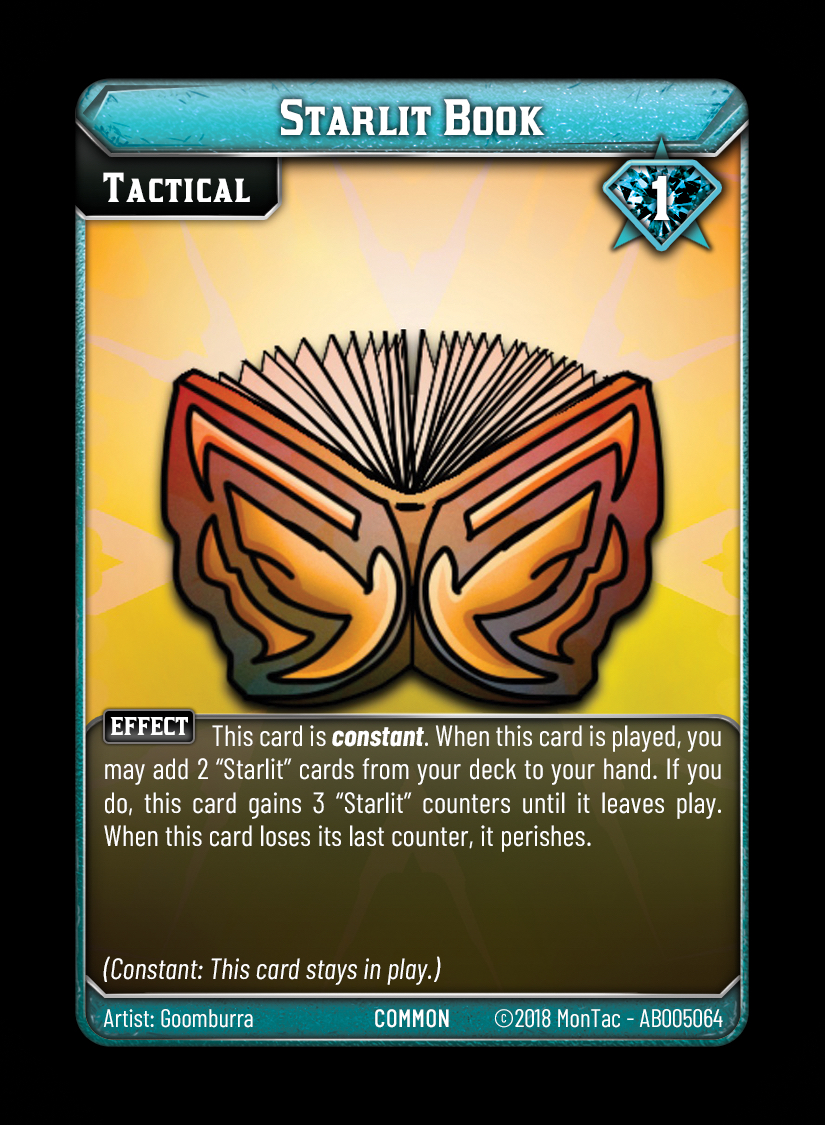 STARLIT BOOK
TACTICAL
1
EFFECT This card is constant. When this card is played, you
may add 2 “Starlit” cards from your deck to your hand. If you
do, this card gains 3 “Starlit” counters until it leaves play.
When this card loses its last counter, it perishes.
(Constant: This card stays in play.)
Artist: Goomburra COMMON ©2018 MonTac - AB005064